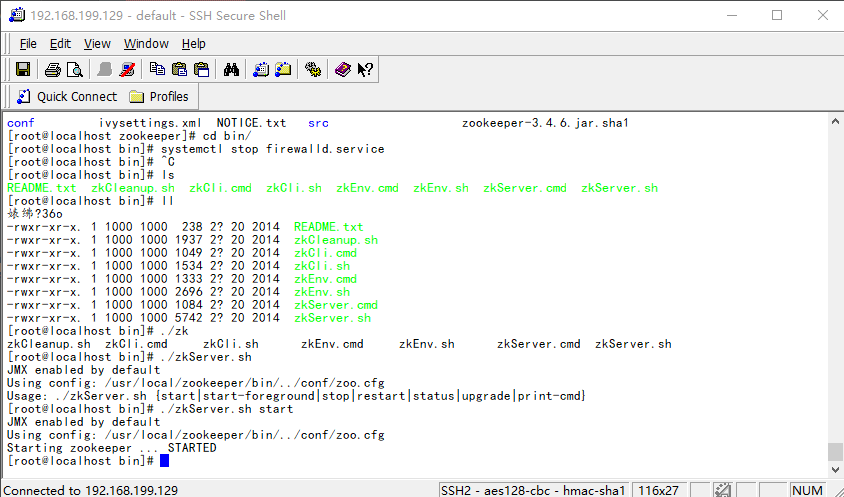 192.168.199.129 - default - SSH Secure Shell
File Edit View Window Help
Quick Connect Profiles
conf ivysettings.xml NOTICE.txt src zookeeper-3.4.6.jar.sha1
[root@localhost zookeeper]# cd bin/
[root@localhost bin]# systemctl stop firewalld.service
[root@localhost bin]# ^C
[root@localhost bin]# ls
README.txt zkCleanup.sh zkCli.cmd zkCli.sh zkEnv.cmd zkEnv.sh zkServer.cmd zkServer.sh
[root@localhost bin]# ll
?36o
-rwxr-xr-x. 1 1000 1000 238 2? 20 2014 README.txt
-rwxr-xr-x. 1 1000 1000 1937 2? 20 2014 zkCleanup.sh
-rwxr-xr-x. 1 1000 1000 1049 2? 20 2014 zkCli.cmd
-rwxr-xr-x. 1 1000 1000 1534 2? 20 2014 zkCli.sh
-rwxr-xr-x. 1 1000 1000 1333 2? 20 2014 zkEnv.cmd
-rwxr-xr-x. 1 1000 1000 2696 2? 20 2014 zkEnv.sh
-rwxr-xr-x. 1 1000 1000 1084 2? 20 2014 zkServer.cmd
-rwxr-xr-x. 1 1000 1000 5742 2? 20 2014 zkServer.sh
[root@localhost bin]# ./zk
zkCleanup.sh zkCli.cmd zkCli.sh zkEnv.cmd zkEnv.sh zkServer.cmd zkServer.sh
[root@localhost bin]# ./zkServer.sh
JMX enabled by default
Using config: /usr/local/zookeeper/bin/../conf/zoo.cfg
Usage: ./zkServer.sh {start|start-foreground|stop|restart|status|upgrade|print-cmd}
[root@localhost bin]# ./zkServer.sh start
JMX enabled by default
Using config: /usr/local/zookeeper/bin/../conf/zoo.cfg
Starting zookeeper ... STARTED
[root@localhost bin]#
Connected to 192.168.199.129 SSH2 - aes128-cbc - hmac-sha1 116x27 NUM